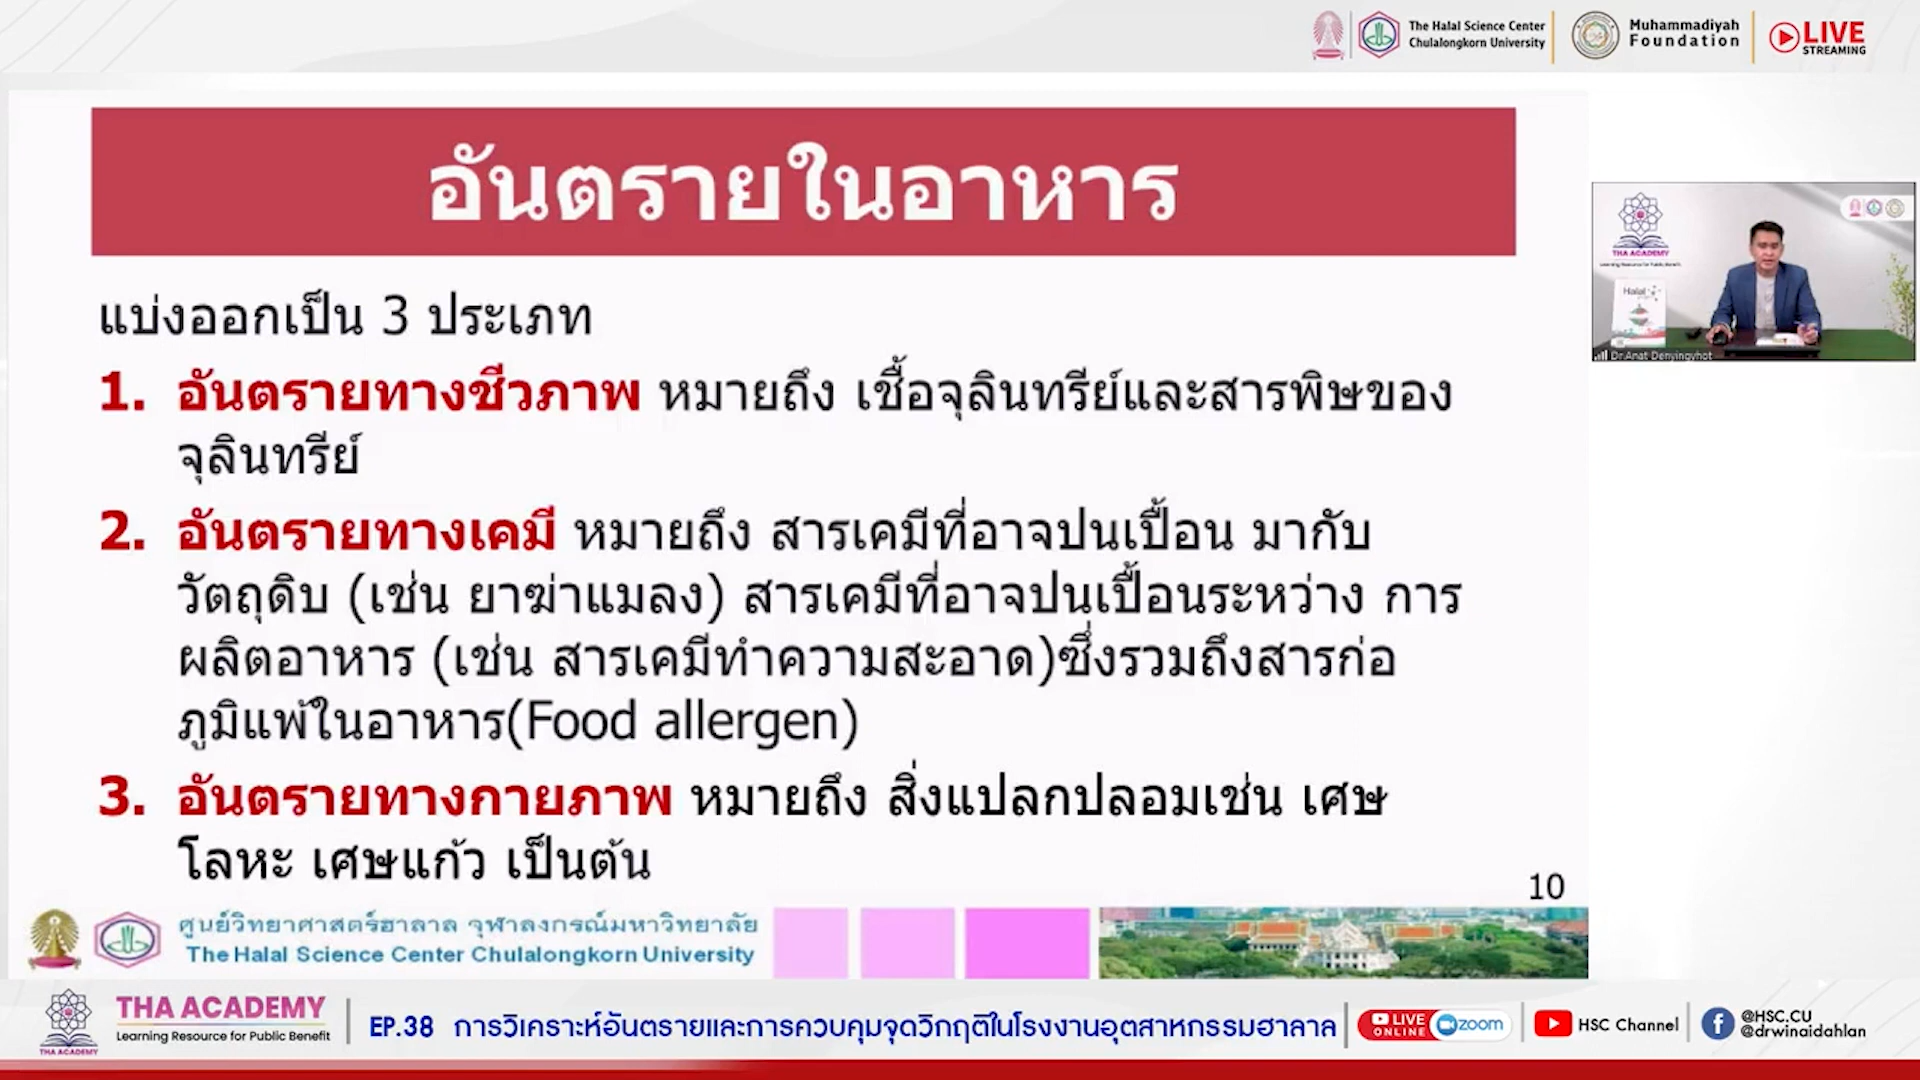 The Halal Science Center
Chulalongkorn University
Muhammadiyah
Foundation
LIVE
STREAMING
อันตรายในอาหาร
แบ่งออกเป็น 3 ประเภท
1. อันตรายทางชีวภาพ หมายถึง เชื้อจุลินทรีย์และสารพิษของ
จุลินทรีย์
2. อันตรายทางเคมี หมายถึง สารเคมีที่อาจปนเปื้อน มากับ
วัตถุดิบ (เช่น ยาฆ่าแมลง) สารเคมีที่อาจปนเปื้อนระหว่าง การ
ผลิตอาหาร (เช่น สารเคมีทำความสะอาด)ซึ่งรวมถึงสารก่อ
ภูมิแพ้ในอาหาร(Food allergen)
3. อันตรายทางกายภาพ หมายถึง สิ่งแปลกปลอมเช่น เศษ
โลหะ เศษแก้ว เป็นต้น
10
THA ACADEMY
Learning Resource for Public Benefit
Halal
Dr.Anat Denyingyhot
ศูนย์วิทยาศาสตร์ฮาลาล จุฬาลงกรณ์มหาวิทยาลัย
The Halal Science Center Chulalongkorn University
THA ACADEMY
THA ACADEMY
Learning Resource for Public Benefit
EP.38 การวิเคราะห์อันตรายและการควบคุมจุดวิกฤติในโรงงานอุตสาหกรรมฮาลาล
LIVE
ONLINE
zoom
HSC Channel
@HSC.CU
@drwinaidahlan